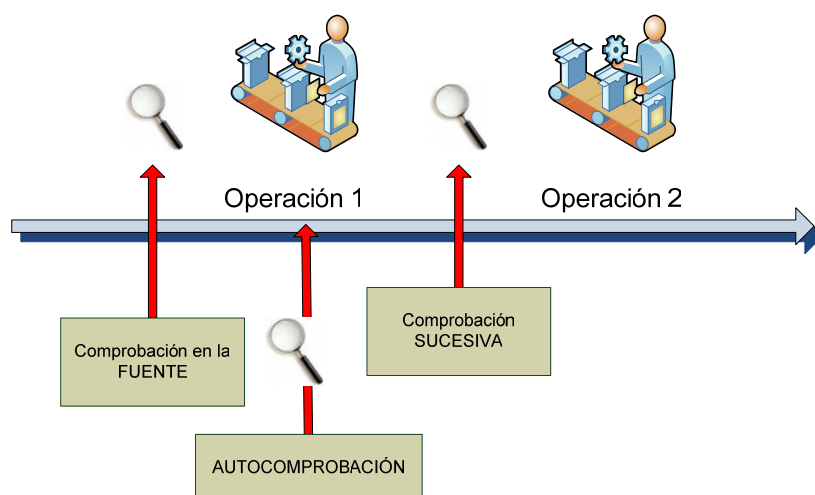 Operación 1
Operación 2
Comprobación en la
FUENTE
Comprobación
SUCESIVA
AUTOCOMPROBACIÓN